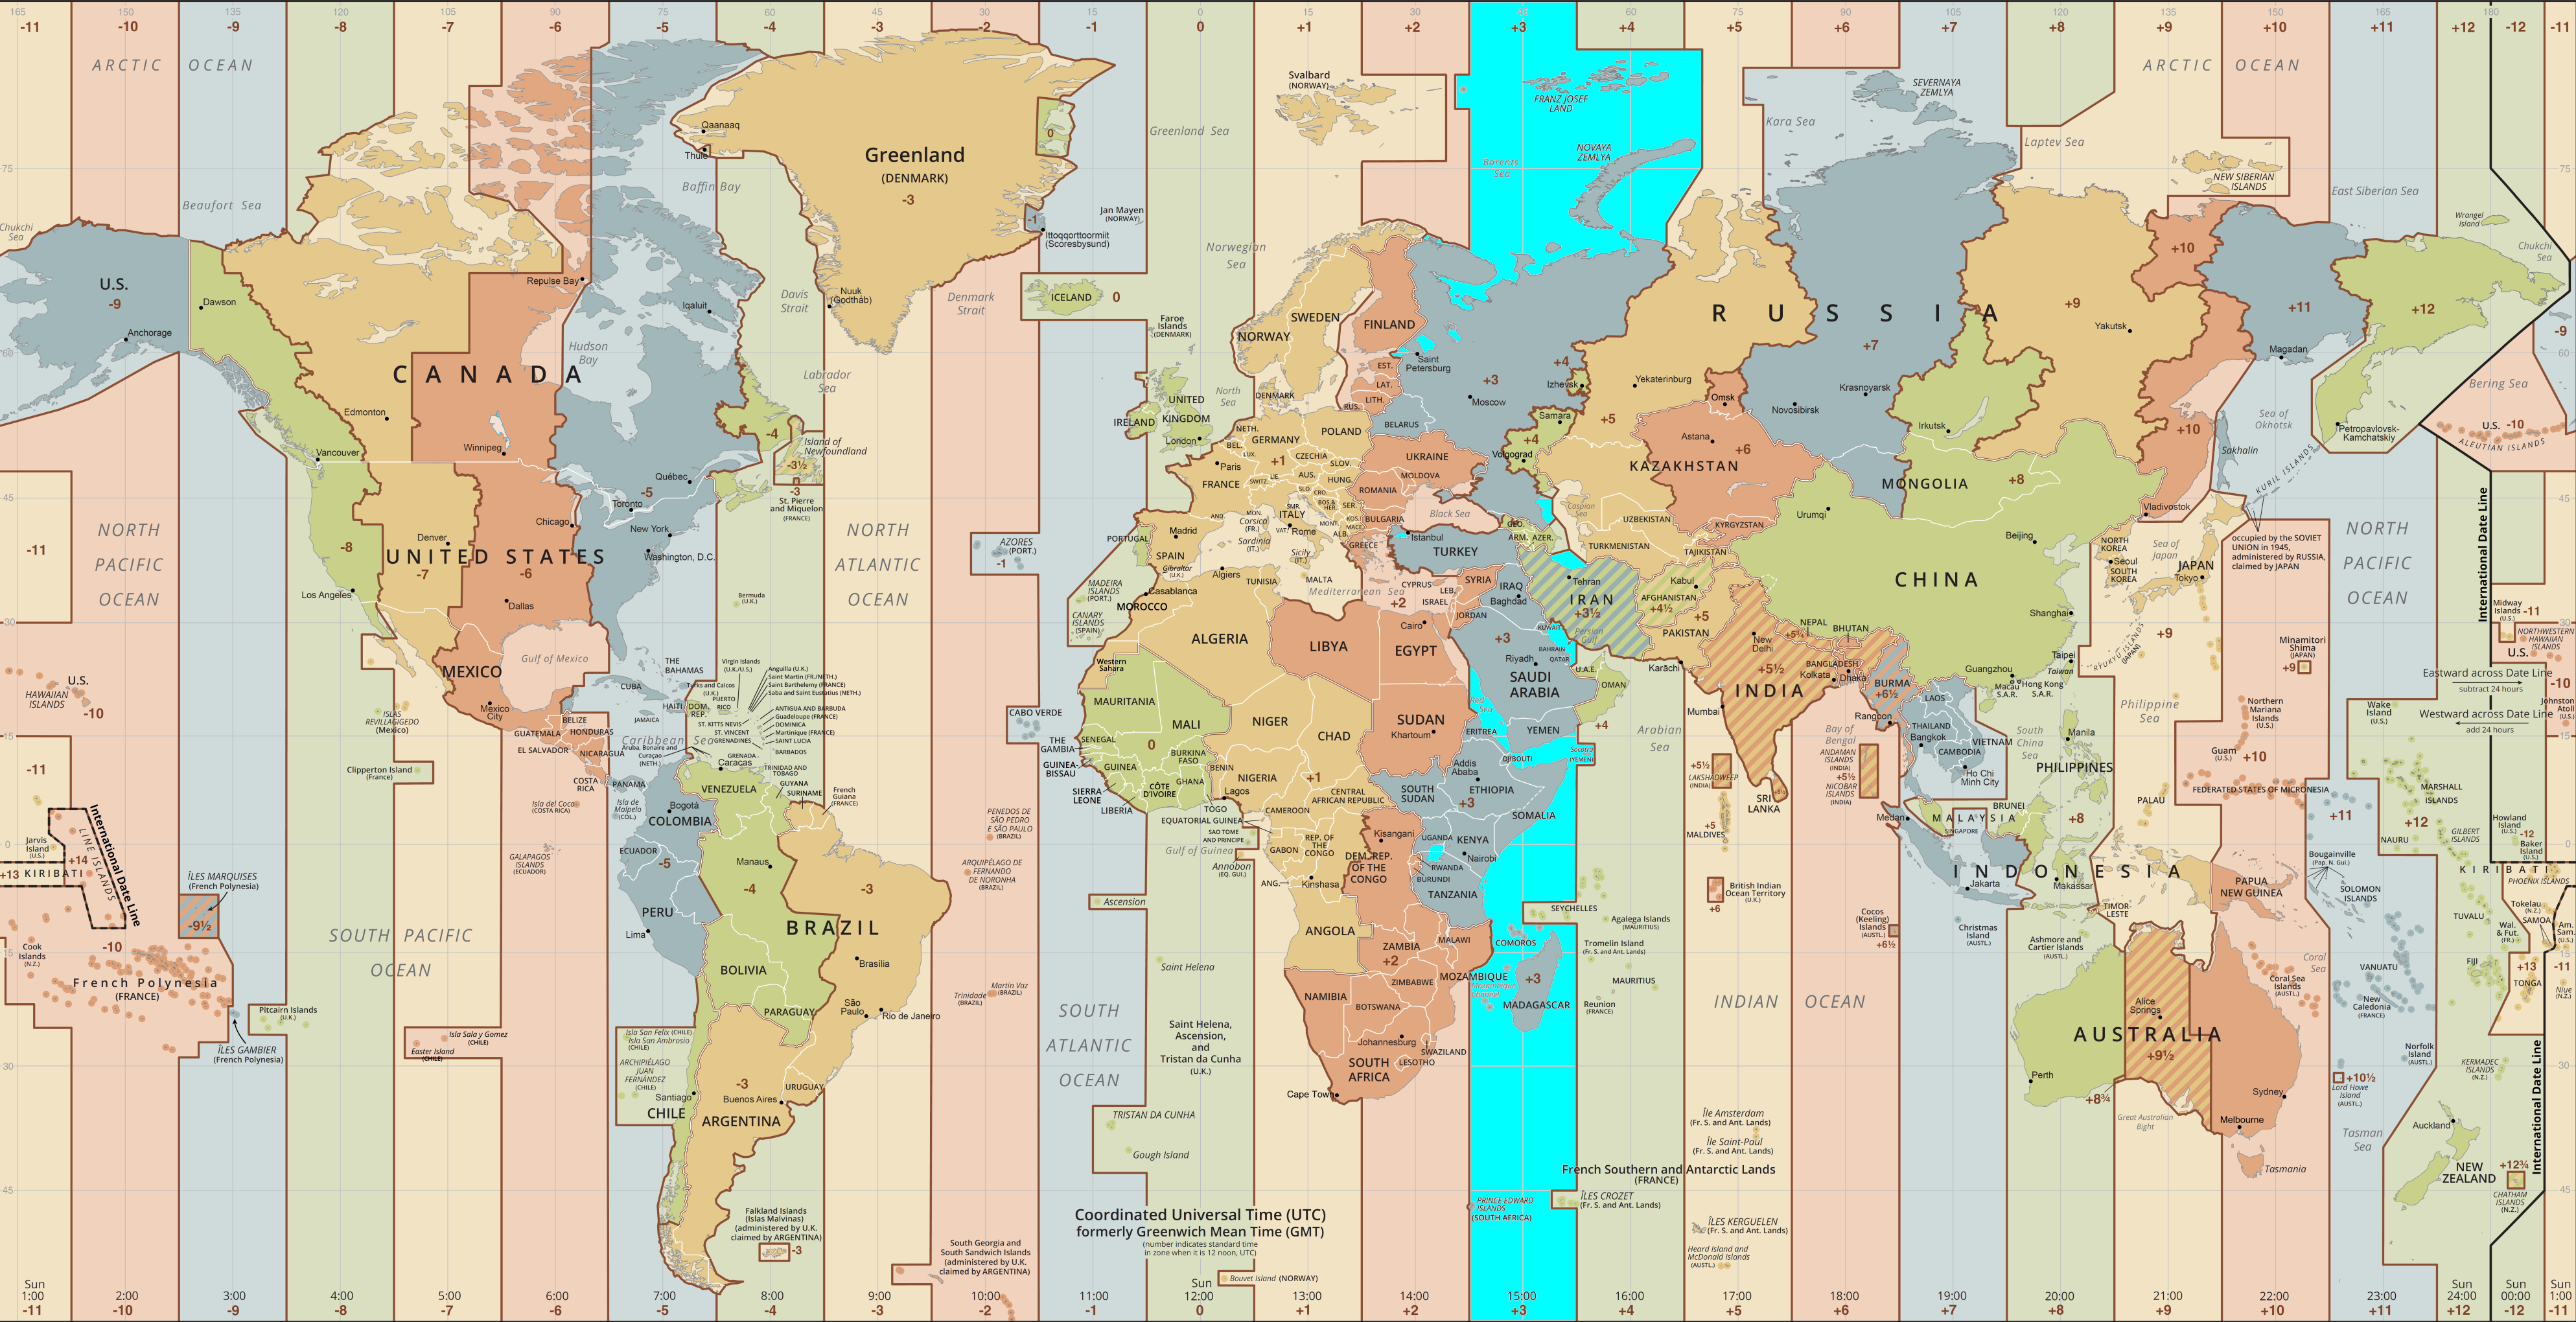 165 150 135 120 105 90 75 60 45 30 15 0 15 30 45 60 75 90 105 120 135 150 165 180
-11 -10 -9 -8 -7 -6 -5 -4 -3 -2 -1 0 +1 +2 +3 +4 +5 +6 +7 +8 +9 +10 +11 +12 -12 -11
ARCTIC OCEAN
Chukchi
Sea
Beaufort Sea
U.S.
-9
Anchorage
Dawson
CANADA
Edmonton
Vancouver
Winnipeg
Repulse Bay
Hudson
Bay
Iqaluit
Baffin Bay
Davis
Strait
Labrador
Sea
Québec
-5
Toronto
-4
-3½
Island of
Newfoundland
-3
St. Pierre
and Miquelon
(FRANCE)
Qaanaaq
Thule
Greenland
(DENMARK)
-3
0
-1
Ittoqqortoormiit
(Scoresbysund)
Nuuk
(Godthåb)
Denmark
Strait
Jan Mayen
(NORWAY)
Greenland Sea
Norwegian
Sea
ICELAND
0
Faroe
Islands
(DENMARK)
NORTH
PACIFIC
OCEAN
-11
-8
UNITED STATES
-7
-6
Denver
Los Angeles
Dallas
Chicago
New York
Washington, D.C.
Bermuda
(U.K.)
NORTH
ATLANTIC
OCEAN
AZORES
(PORT.)
-1
MADEIRA
ISLANDS
(PORT.)
CANARY
ISLANDS
(SPAIN)
U.S.
HAWAIIAN
ISLANDS
-10
-11
MEXICO
Mexico
City
Gulf of Mexico
ISLAS
REVILLAGIGEDO
(Mexico)
Clipperton Island
(France)
THE
BAHAMAS
CUBA
JAMAICA
HAITI
DOM.
REP.
Turks and Caicos
(U.K.)
PUERTO
RICO
Virgin Islands
(U.K./U.S.)
Anguilla (U.K.)
Saint Martin (FR./NETH.)
Saint Barthelemy (FRANCE)
Saba and Saint Eustatius (NETH.)
ANTIGUA AND BARBUDA
Guadeloupe (FRANCE)
DOMINICA
Martinique (FRANCE)
SAINT LUCIA
BARBADOS
ST. KITTS NEVIS
ST. VINCENT
GRENADINES
GRENADA
TRINIDAD AND
TOBAGO
Caribbean Sea
Aruba, Bonaire and
Curaçao
(NETH.)
BELIZE
GUATEMALA
HONDURAS
EL SALVADOR
NICARAGUA
COSTA
RICA
PANAMA
Isla del Coco
(COSTA RICA)
Isla de
Malpelo
(COL.)
GALAPAGOS
ISLANDS
(ECUADOR)
Caracas
VENEZUELA
GUYANA
SURINAME
French
Guiana
(FRANCE)
Bogotá
COLOMBIA
ECUADOR
-5
PERU
Lima
Manaus
-4
-3
BRAZIL
Brasília
BOLIVIA
PARAGUAY
São
Paulo
Rio de Janeiro
URUGUAY
Buenos Aires
-3
ARGENTINA
Santiago
CHILE
Isla San Felix (CHILE)
Isla San Ambrosio
(CHILE)
ARCHIPIÉLAGO
JUAN
FERNÁNDEZ
(CHILE)
Isla Sala y Gomez
(CHILE)
Easter Island
(CHILE)
SOUTH PACIFIC
OCEAN
Jarvis
Island
(U.S.)
+14
LINE ISLANDS
International Date Line
+13 KIRIBATI
-10
Cook
Islands
(N.Z.)
ÎLES MARQUISES
(French Polynesia)
-9½
French Polynesia
(FRANCE)
ÎLES GAMBIER
(French Polynesia)
Pitcairn Islands
(U.K.)
PENEDOS DE
SÃO PEDRO
E SÃO PAULO
(BRAZIL)
ARQUIPÉLAGO DE
FERNANDO
DE NORONHA
(BRAZIL)
Trinidade
(BRAZIL)
Martin Vaz
(BRAZIL)
Falkland Islands
(Islas Malvinas)
(administered by U.K.
claimed by ARGENTINA)
-3
South Georgia and
South Sandwich Islands
(administered by U.K.
claimed by ARGENTINA)
SOUTH
ATLANTIC
OCEAN
Ascension
Saint Helena
Saint Helena,
Ascension,
and
Tristan da Cunha
(U.K.)
TRISTAN DA CUNHA
Gough Island
Bouvet Island (NORWAY)
Coordinated Universal Time (UTC)
formerly Greenwich Mean Time (GMT)
(number indicates standard time
in zone when it is 12 noon, UTC)
Svalbard
(NORWAY)
SWEDEN
NORWAY
FINLAND
EST.
LAT.
LITH.
RUS.
North
Sea
DENMARK
UNITED
KINGDOM
IRELAND
London
NETH.
BEL.
LUX.
GERMANY
POLAND
BELARUS
Paris
FRANCE
+1
CZECHIA
SLOV.
AUS.
HUNG.
SWITZ.
LIE.
SLO.
CRO.
BOS.&
HER.
SER.
MONT.
KOS.
MACE.
ALB.
UKRAINE
MOLDOVA
ROMANIA
BULGARIA
Black Sea
GREECE
Istanbul
TURKEY
AND.
MON.
SMR.
VAT.
ITALY
Rome
Corsica
(FR.)
Sardinia
(IT.)
Sicily
(IT.)
MALTA
Madrid
SPAIN
PORTUGAL
Gibraltar
(U.K.)
Algiers
TUNISIA
Mediterranean Sea
CYPRUS
LEB.
ISRAEL
SYRIA
JORDAN
IRAQ
Baghdad
+2
Casablanca
MOROCCO
Western
Sahara
ALGERIA
LIBYA
EGYPT
Cairo
MAURITANIA
MALI
0
NIGER
CHAD
SUDAN
Khartoum
CABO VERDE
THE
GAMBIA
GUINEA-
BISSAU
SENEGAL
GUINEA
SIERRA
LEONE
LIBERIA
CÔTE
D'IVOIRE
BURKINA
FASO
GHANA
TOGO
BENIN
NIGERIA
Lagos
+1
CAMEROON
CENTRAL
AFRICAN REPUBLIC
EQUATORIAL GUINEA
SAO TOME
AND PRINCIPE
Gulf of Guinea
Annobón
(EQ. GUI.)
GABON
REP. OF
THE
CONGO
DEM. REP.
OF THE
CONGO
Kisangani
Kinshasa
ANG.
ANGOLA
ZAMBIA
+2
MALAWI
ZIMBABWE
MOZAMBIQUE
NAMIBIA
BOTSWANA
Johannesburg
SWAZILAND
LESOTHO
SOUTH
AFRICA
Cape Town
SOUTH
SUDAN
Addis
Ababa
ETHIOPIA
+3
ERITREA
DJIBOUTI
SOMALIA
UGANDA
KENYA
Nairobi
RWANDA
BURUNDI
TANZANIA
COMOROS
Mozambique
Channel
+3
MADAGASCAR
SEYCHELLES
Agalega Islands
(MAURITIUS)
Tromelin Island
(Fr. S. and Ant. Lands)
MAURITIUS
Reunion
(FRANCE)
FRANZ JOSEF
LAND
Barents
Sea
NOVAYA
ZEMLYA
Kara Sea
SEVERNAYA
ZEMLYA
Laptev Sea
ARCTIC OCEAN
NEW SIBERIAN
ISLANDS
East Siberian Sea
Wrangel
Island
Chukchi
Sea
RUSSIA
Saint
Petersburg
+3
Moscow
+4
Izhevsk
Samara
+4
Volgograd
Yekaterinburg
+5
Omsk
Novosibirsk
Krasnoyarsk
+7
Irkutsk
+9
Yakutsk
+10
+11
Magadan
+12
+10
Petropavlovsk-
Kamchatskiy
Sea of
Okhotsk
Sakhalin
KURIL ISLANDS
Vladivostok
Bering Sea
-9
U.S. -10
ALEUTIAN ISLANDS
Astana
+6
KAZAKHSTAN
Caspian
Sea
GEO.
ARM.
AZER.
UZBEKISTAN
TURKMENISTAN
KYRGYZSTAN
TAJIKISTAN
Tehran
IRAN
+3½
Kabul
AFGHANISTAN
+4½
+5
PAKISTAN
Karāchi
KUWAIT
Persian
Gulf
BAHRAIN
QATAR
Riyadh
+3
SAUDI
ARABIA
U.A.E.
OMAN
+4
YEMEN
Red
Sea
Socotra
(YEMEN)
Arabian
Sea
MONGOLIA
+8
Urumqi
CHINA
Beijing
Shanghai
Guangzhou
Macau
S.A.R.
Hong Kong
S.A.R.
Taipei
Taiwan
New
Delhi
NEPAL
+5¾
BHUTAN
BANGLADESH
Dhaka
Kolkata
+5½
INDIA
Mumbai
BURMA
+6½
Rangoon
Bay of
Bengal
+5½
LAKSHADWEEP
(INDIA)
ANDAMAN
ISLANDS
(INDIA)
+5½
NICOBAR
ISLANDS
(INDIA)
SRI
LANKA
+5
MALDIVES
British Indian
Ocean Territory
(U.K.)
+6
LAOS
THAILAND
Bangkok
VIETNAM
CAMBODIA
Ho Chi
Minh City
South
China
Sea
Manila
PHILIPPINES
+8
Philippine
Sea
PALAU
BRUNEI
MALAYSIA
SINGAPORE
Medan
INDONESIA
Jakarta
Makassar
TIMOR-
LESTE
NORTH
KOREA
Seoul
SOUTH
KOREA
Sea of
Japan
JAPAN
Tokyo
+9
RYUKYU ISLANDS
(JAPAN)
occupied by the SOVIET
UNION in 1945,
administered by RUSSIA,
claimed by JAPAN
NORTH
PACIFIC
OCEAN
International Date Line
Midway
Islands
(U.S.)
-11
NORTHWESTERN
HAWAIIAN
ISLANDS
U.S.
-10
Minamitori
Shima
(JAPAN)
+9
Eastward across Date Line
subtract 24 hours
Westward across Date Line
add 24 hours
Johnston
Atoll
(U.S.)
Wake
Island
(U.S.)
Northern
Mariana
Islands
(U.S.)
Guam
(U.S.)
+10
FEDERATED STATES OF MICRONESIA
MARSHALL
ISLANDS
+11
+12
NAURU
GILBERT
ISLANDS
Howland
Island
(U.S.)
-12
Baker
Island
(U.S.)
KIRIBATI
PHOENIX ISLANDS
Bougainville
(Pap. N. Gui.)
PAPUA
NEW GUINEA
SOLOMON
ISLANDS
TUVALU
Tokelau
(N.Z.)
SAMOA
Wal.
& Fut.
(FR.)
Am.
Sam.
(U.S.)
-11
+13
TONGA
Niue
(N.Z.)
FIJI
VANUATU
New
Caledonia
(FRANCE)
Coral
Sea
Coral Sea
Islands
(AUSTL.)
Cocos
(Keeling)
Islands
(AUSTL.)
+6½
Christmas
Island
(AUSTL.)
Ashmore and
Cartier Islands
(AUSTL.)
INDIAN OCEAN
Alice
Springs
AUSTRALIA
+9½
Perth
+8¾
Great Australian
Bight
Sydney
Melbourne
Tasmania
Norfolk
Island
(AUSTL.)
+10½
Lord Howe
Island
(AUSTL.)
Tasman
Sea
KERMADEC
ISLANDS
(N.Z.)
International Date Line
Auckland
NEW
ZEALAND
+12¾
CHATHAM
ISLANDS
(N.Z.)
Île Amsterdam
(Fr. S. and Ant. Lands)
Île Saint-Paul
(Fr. S. and Ant. Lands)
French Southern and Antarctic Lands
(FRANCE)
PRINCE EDWARD
ISLANDS
(SOUTH AFRICA)
ÎLES CROZET
(Fr. S. and Ant. Lands)
ÎLES KERGUELEN
(Fr. S. and Ant. Lands)
Heard Island and
McDonald Islands
(AUSTL.)
75
60
45
30
15
0
15
30
45
Sun Sun Sun Sun Sun
1:00 2:00 3:00 4:00 5:00 6:00 7:00 8:00 9:00 10:00 11:00 12:00 13:00 14:00 15:00 16:00 17:00 18:00 19:00 20:00 21:00 22:00 23:00 24:00 00:00 1:00
-11 -10 -9 -8 -7 -6 -5 -4 -3 -2 -1 0 +1 +2 +3 +4 +5 +6 +7 +8 +9 +10 +11 +12 -12 -11